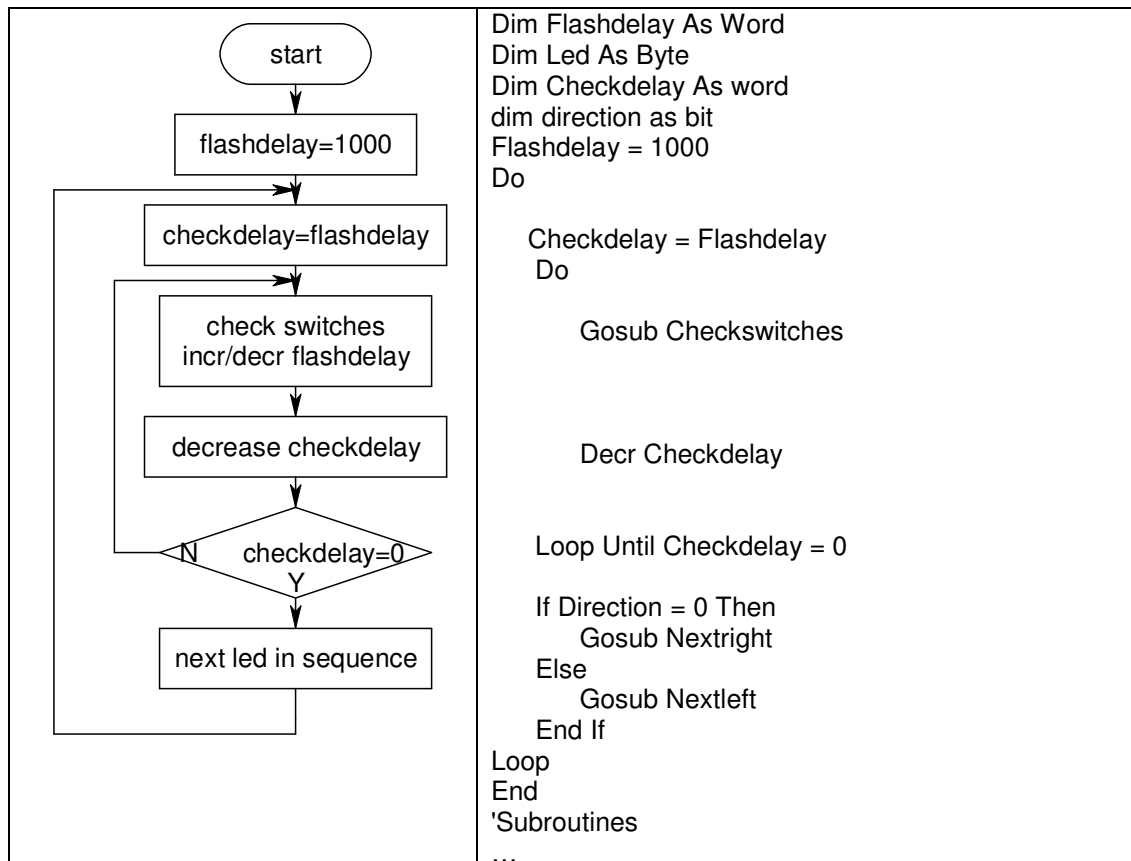 start
flashdelay=1000
checkdelay=flashdelay
check switches
incr/decr flashdelay
decrease checkdelay
N checkdelay=0
Y
next led in sequence
Dim Flashdelay As Word
Dim Led As Byte
Dim Checkdelay As word
dim direction as bit
Flashdelay = 1000
Do
Checkdelay = Flashdelay
Do
Gosub Checkswitches
Decr Checkdelay
Loop Until Checkdelay = 0
If Direction = 0 Then
Gosub Nextright
Else
Gosub Nextleft
End If
Loop
End
'Subroutines
…